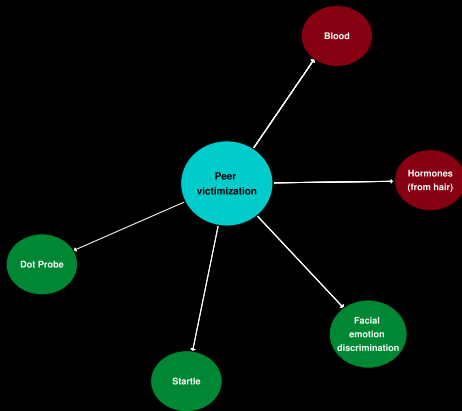 Blood
Peer
victimization
Hormones
(from hair)
Dot Probe
Facial
emotion
discrimination
Startle